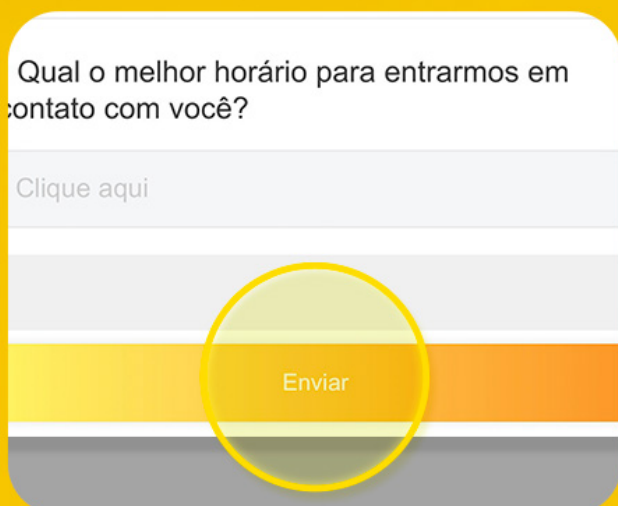 Qual o melhor horário para entrarmos em
contato com você?
Clique aqui
Enviar